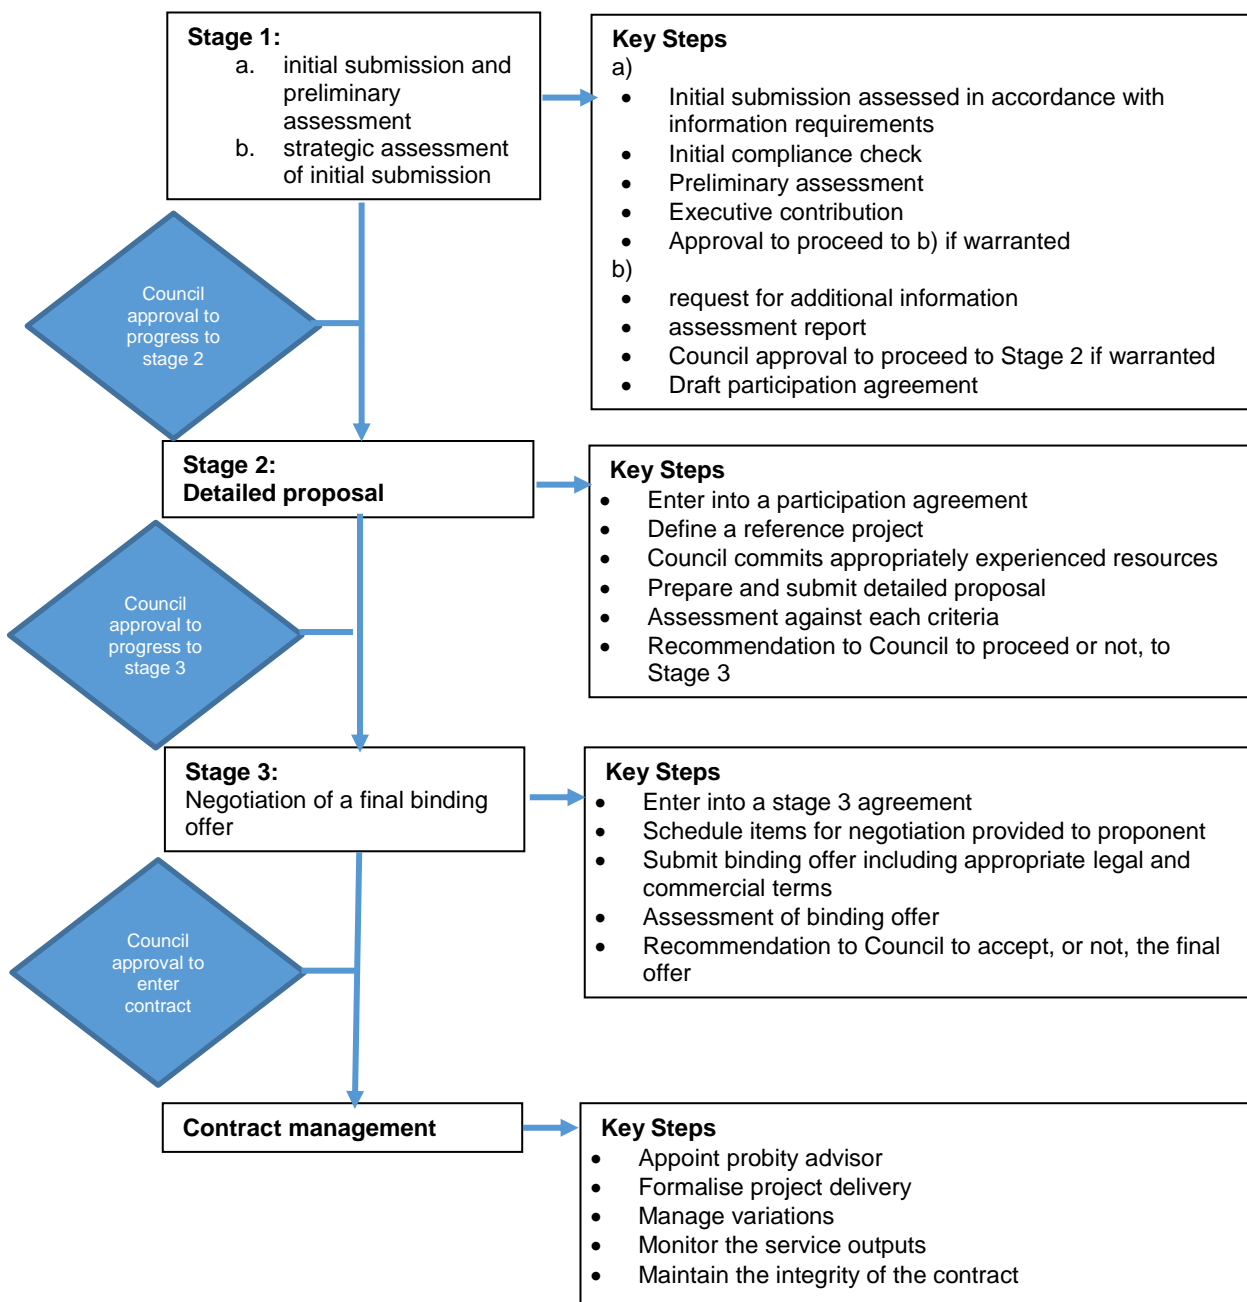 Stage 1:
a. initial submission and
preliminary
assessment
b. strategic assessment
of initial submission
Key Steps
a)
• Initial submission assessed in accordance with
information requirements
• Initial compliance check
• Preliminary assessment
• Executive contribution
• Approval to proceed to b) if warranted
b)
• request for additional information
• assessment report
• Council approval to proceed to Stage 2 if warranted
• Draft participation agreement
Council
approval to
progress to
stage 2
Stage 2:
Detailed proposal
Key Steps
• Enter into a participation agreement
• Define a reference project
• Council commits appropriately experienced resources
• Prepare and submit detailed proposal
• Assessment against each criteria
• Recommendation to Council to proceed or not, to
Stage 3
Council
approval to
progress to
stage 3
Stage 3:
Negotiation of a final binding
offer
Key Steps
• Enter into a stage 3 agreement
• Schedule items for negotiation provided to proponent
• Submit binding offer including appropriate legal and
commercial terms
• Assessment of binding offer
• Recommendation to Council to accept, or not, the final
offer
Council
approval to
enter
contract
Contract management
Key Steps
• Appoint probity advisor
• Formalise project delivery
• Manage variations
• Monitor the service outputs
• Maintain the integrity of the contract